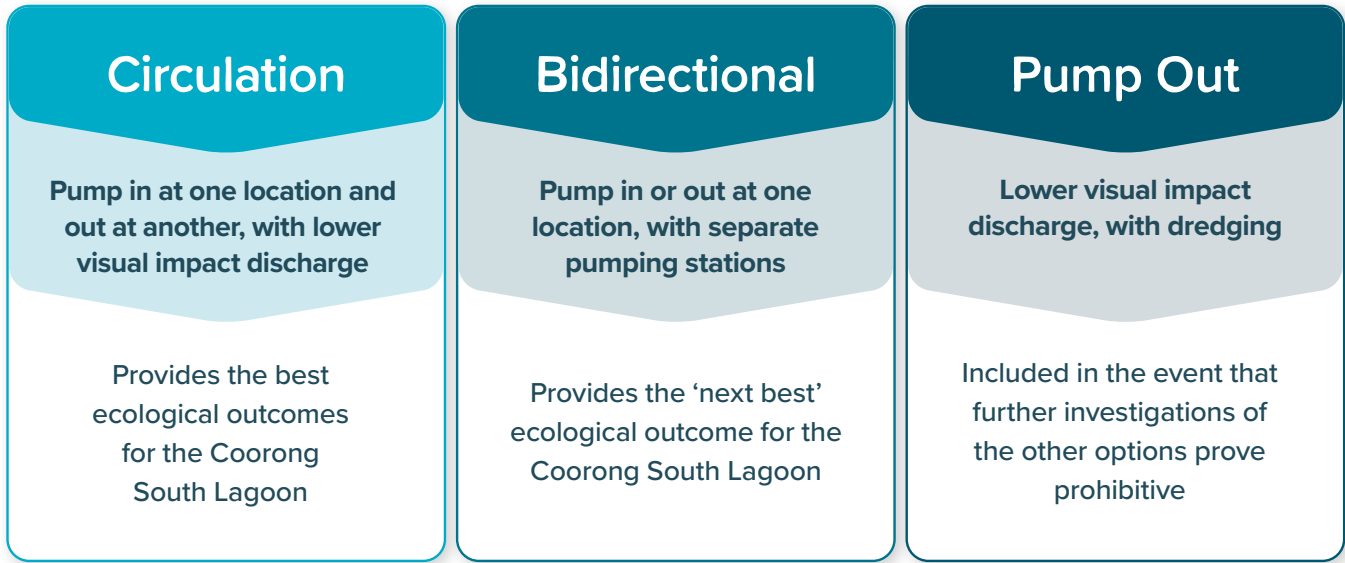 Circulation
Pump in at one location and
out at another, with lower
visual impact discharge
Provides the best
ecological outcomes
for the Coorong
South Lagoon
Bidirectional
Pump in or out at one
location, with separate
pumping stations
Provides the ‘next best’
ecological outcome for the
Coorong South Lagoon
Pump Out
Lower visual impact
discharge, with dredging
Included in the event that
further investigations of
the other options prove
prohibitive